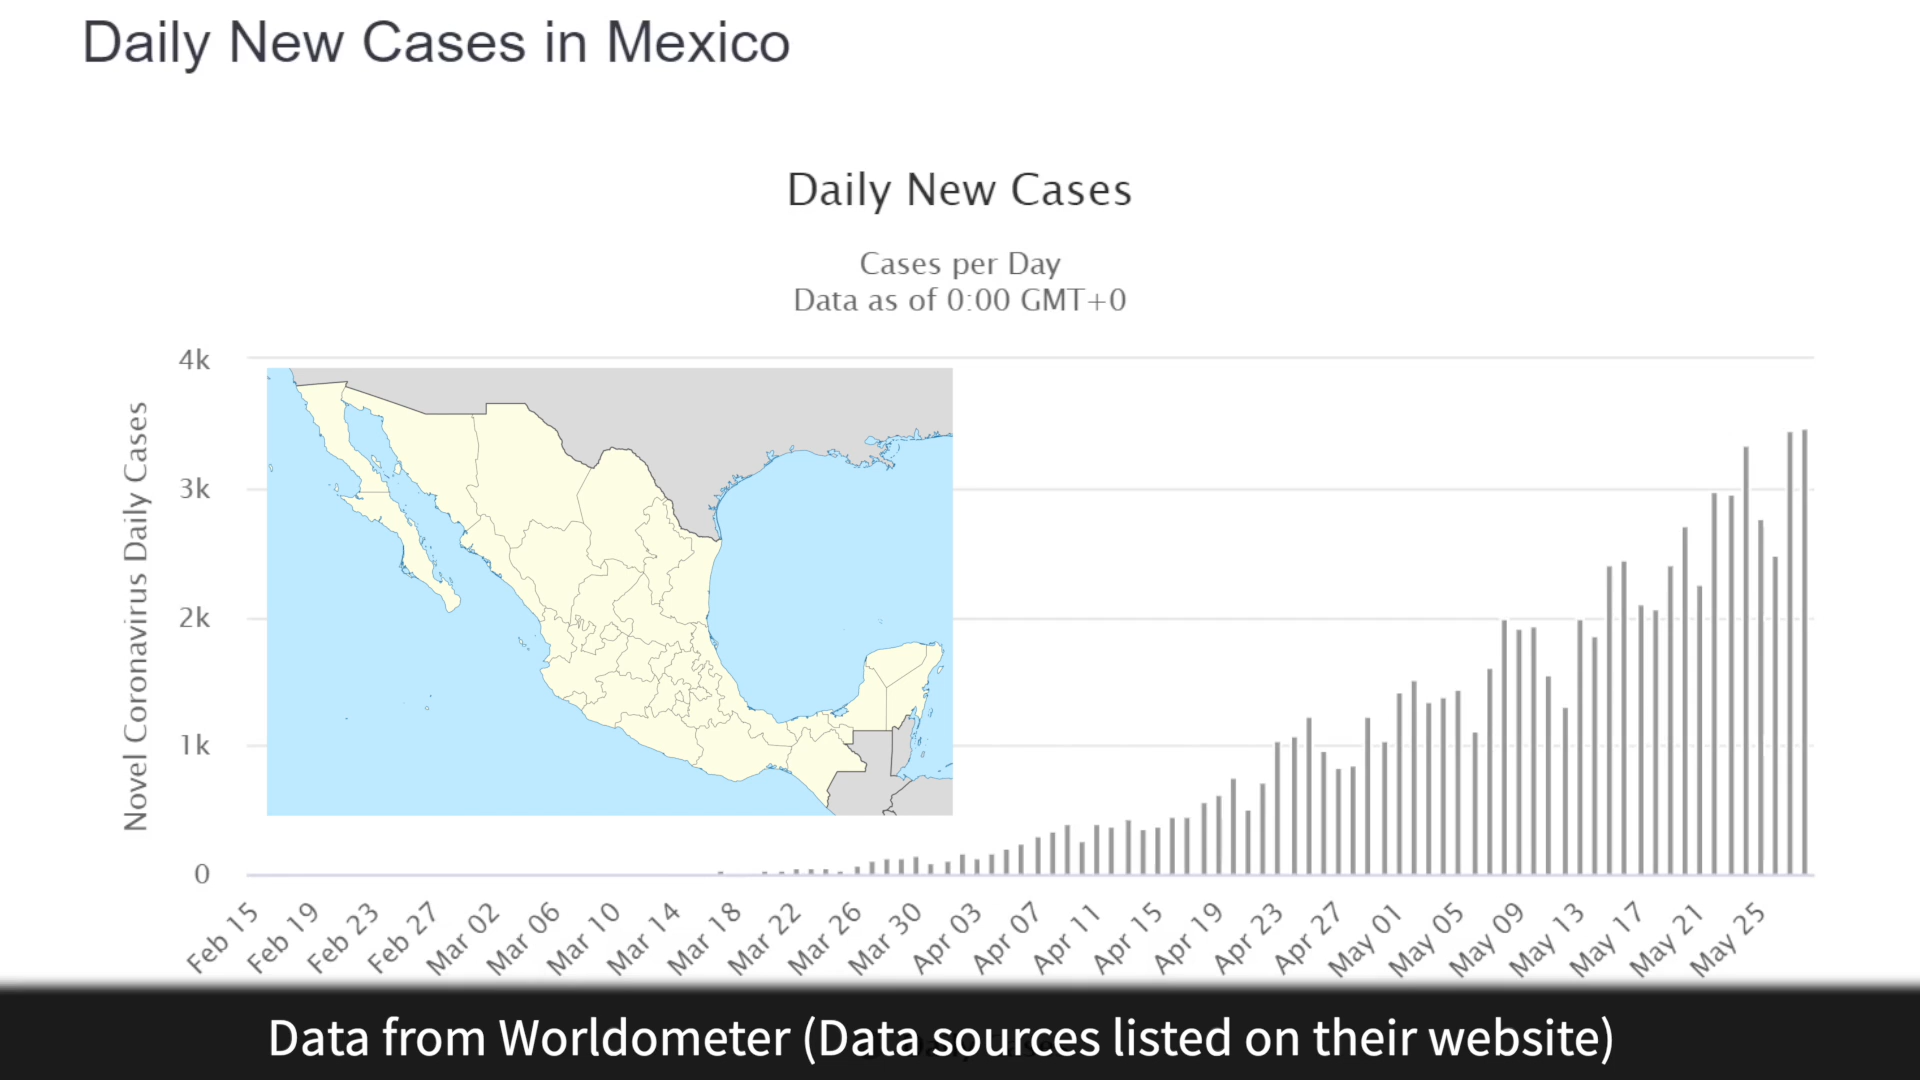 Daily New Cases in Mexico
Daily New Cases
Cases per Day
Data as of 0:00 GMT+0
Novel Coronavirus Daily Cases
4k
3k
2k
1k
0
Feb 15
Feb 19
Feb 23
Feb 27
Mar 02
Mar 06
Mar 10
Mar 14
Mar 18
Mar 22
Mar 26
Mar 30
Apr 03
Apr 07
Apr 11
Apr 15
Apr 19
Apr 23
Apr 27
May 01
May 05
May 09
May 13
May 17
May 21
May 25
Data from Worldometer (Data sources listed on their website)